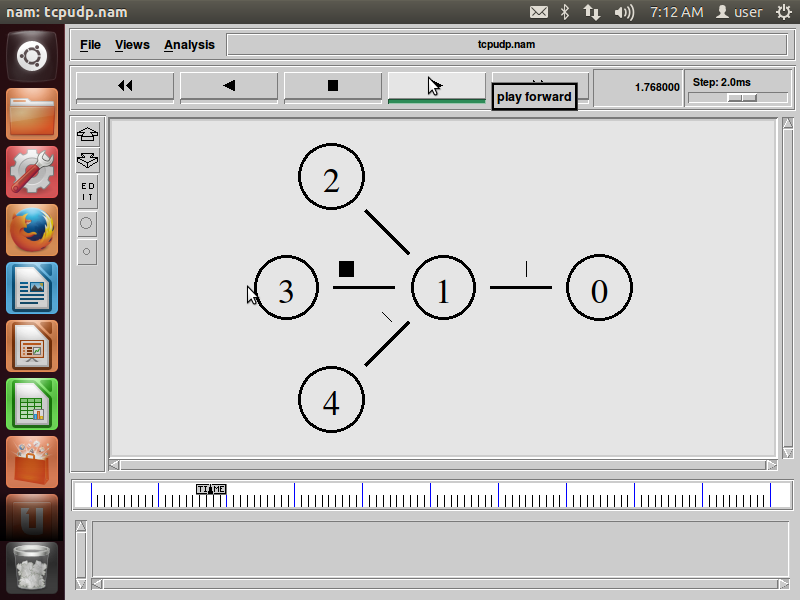 nam: tcpudp.nam
7:12 AM user
File Views Analysis tcpudp.nam
play forward
1.768000
Step: 2.0ms
E D
I T
2
3 1 0
4
TIME